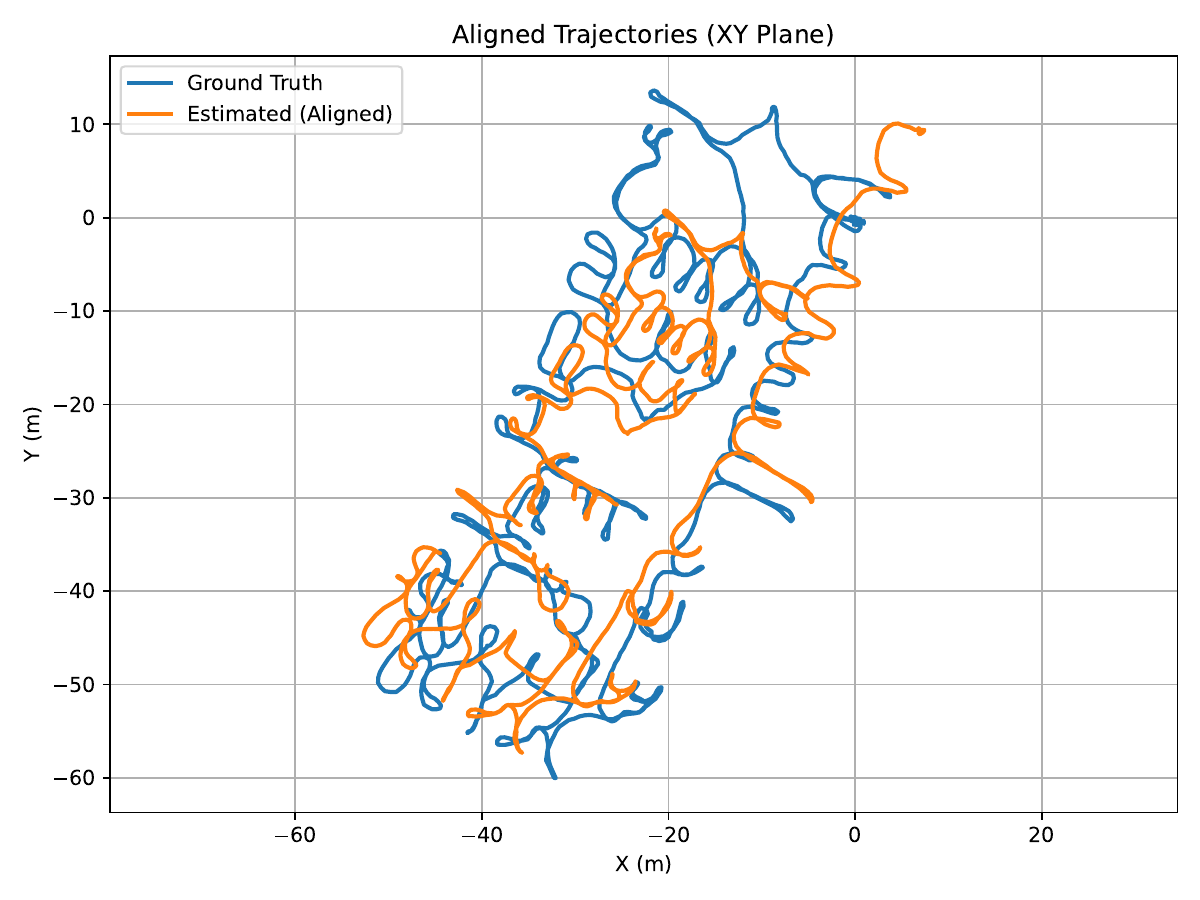 Aligned Trajectories (XY Plane)
Ground Truth
Estimated (Aligned)
10
0
−10
−20
−30
−40
−50
−60
Y (m)
−60
−40
−20
0
20
X (m)